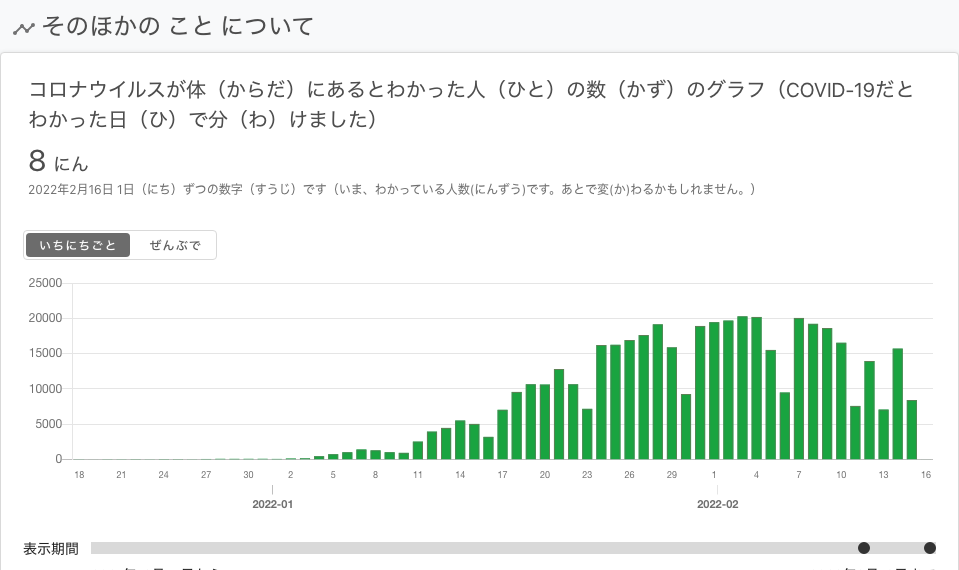 そのほかの こと について
コロナウイルスが体（からだ）にあるとわかった人（ひと）の数（かず）のグラフ（COVID-19だと
わかった日（ひ）で分（わ）けました）
8 にん
2022年2月16日 1日（にち）ずつの数字（すうじ）です（いま、わかっている人数(にんずう)です。あとで変(か)わるかもしれません。）
いちにちごと ぜんぶで
25000
20000
15000
10000
5000
0
18 21 24 27 30 2 5 8 11 14 17 20 23 26 29 1 4 7 10 13 16
2022-01 2022-02
表示期間